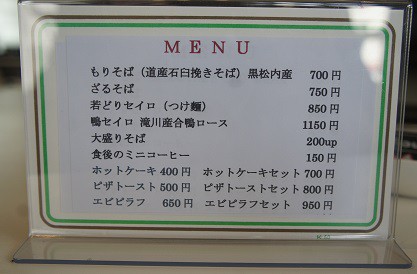 MENU
もりそば（道産石臼挽きそば）黒松内産 700円
ざるそば 750円
若どりセイロ（つけ麺） 850円
鴨セイロ 滝川産合鴨ロース 1150円
大盛りそば 200up
食後のミニコーヒー 150円
ホットケーキ 400円 ホットケーキセット 700円
ピザトースト 500円 ピザトーストセット 800円
エビピラフ 650円 エビピラフセット 950円